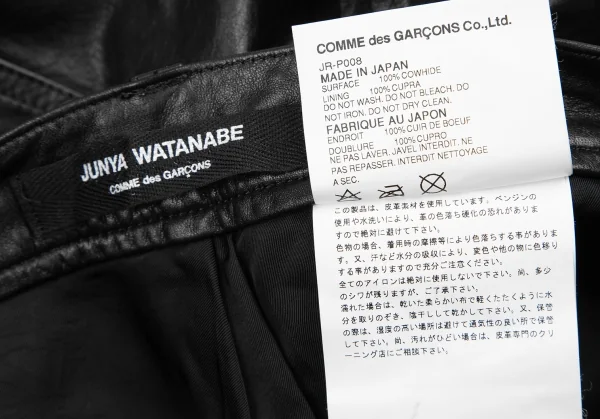 JUNYA WATANABE
COMME des GARÇONS
COMME des GARÇONS Co.,Ltd.
JR-P008
MADE IN JAPAN
SURFACE 100%COWHIDE
LINING 100%CUPRA
DO NOT WASH. DO NOT BLEACH. DO
NOT IRON. DO NOT DRY CLEAN.
FABRIQUE AU JAPON
ENDROIT 100%CUIR DE BOEUF
DOUBLURE 100%CUPRO
NE PAS LAVER, JAVEL INTERDIT. NE
PAS REPASSER, INTERDIT NETTOYAGE
A SEC.
この製品は、皮革素材を使用しています。ベンジンの
使用や水洗いにより、革の色落ち硬化の恐れがありま
すので絶対に避けて下さい。
色物の場合、着用時の摩擦等により色落ちする事がありま
す。又、汗など水分の吸収により、変色や他の物に色移り
する事がありますので充分ご注意ください。
全てのアイロンは絶対に使用しないで下さい。尚、多少
のシワが残りますが、ご了承下さい。
濡れた場合は、乾いた柔らかい布で軽くたたくように水
分を取りのぞき、陰干しして乾かして下さい。又、保管
の際は、湿度の高い場所は避けて通気性の良い所で保管
して下さい。尚、汚れがひどい場合は、皮革専門のクリ
ーニング店にご相談下さい。